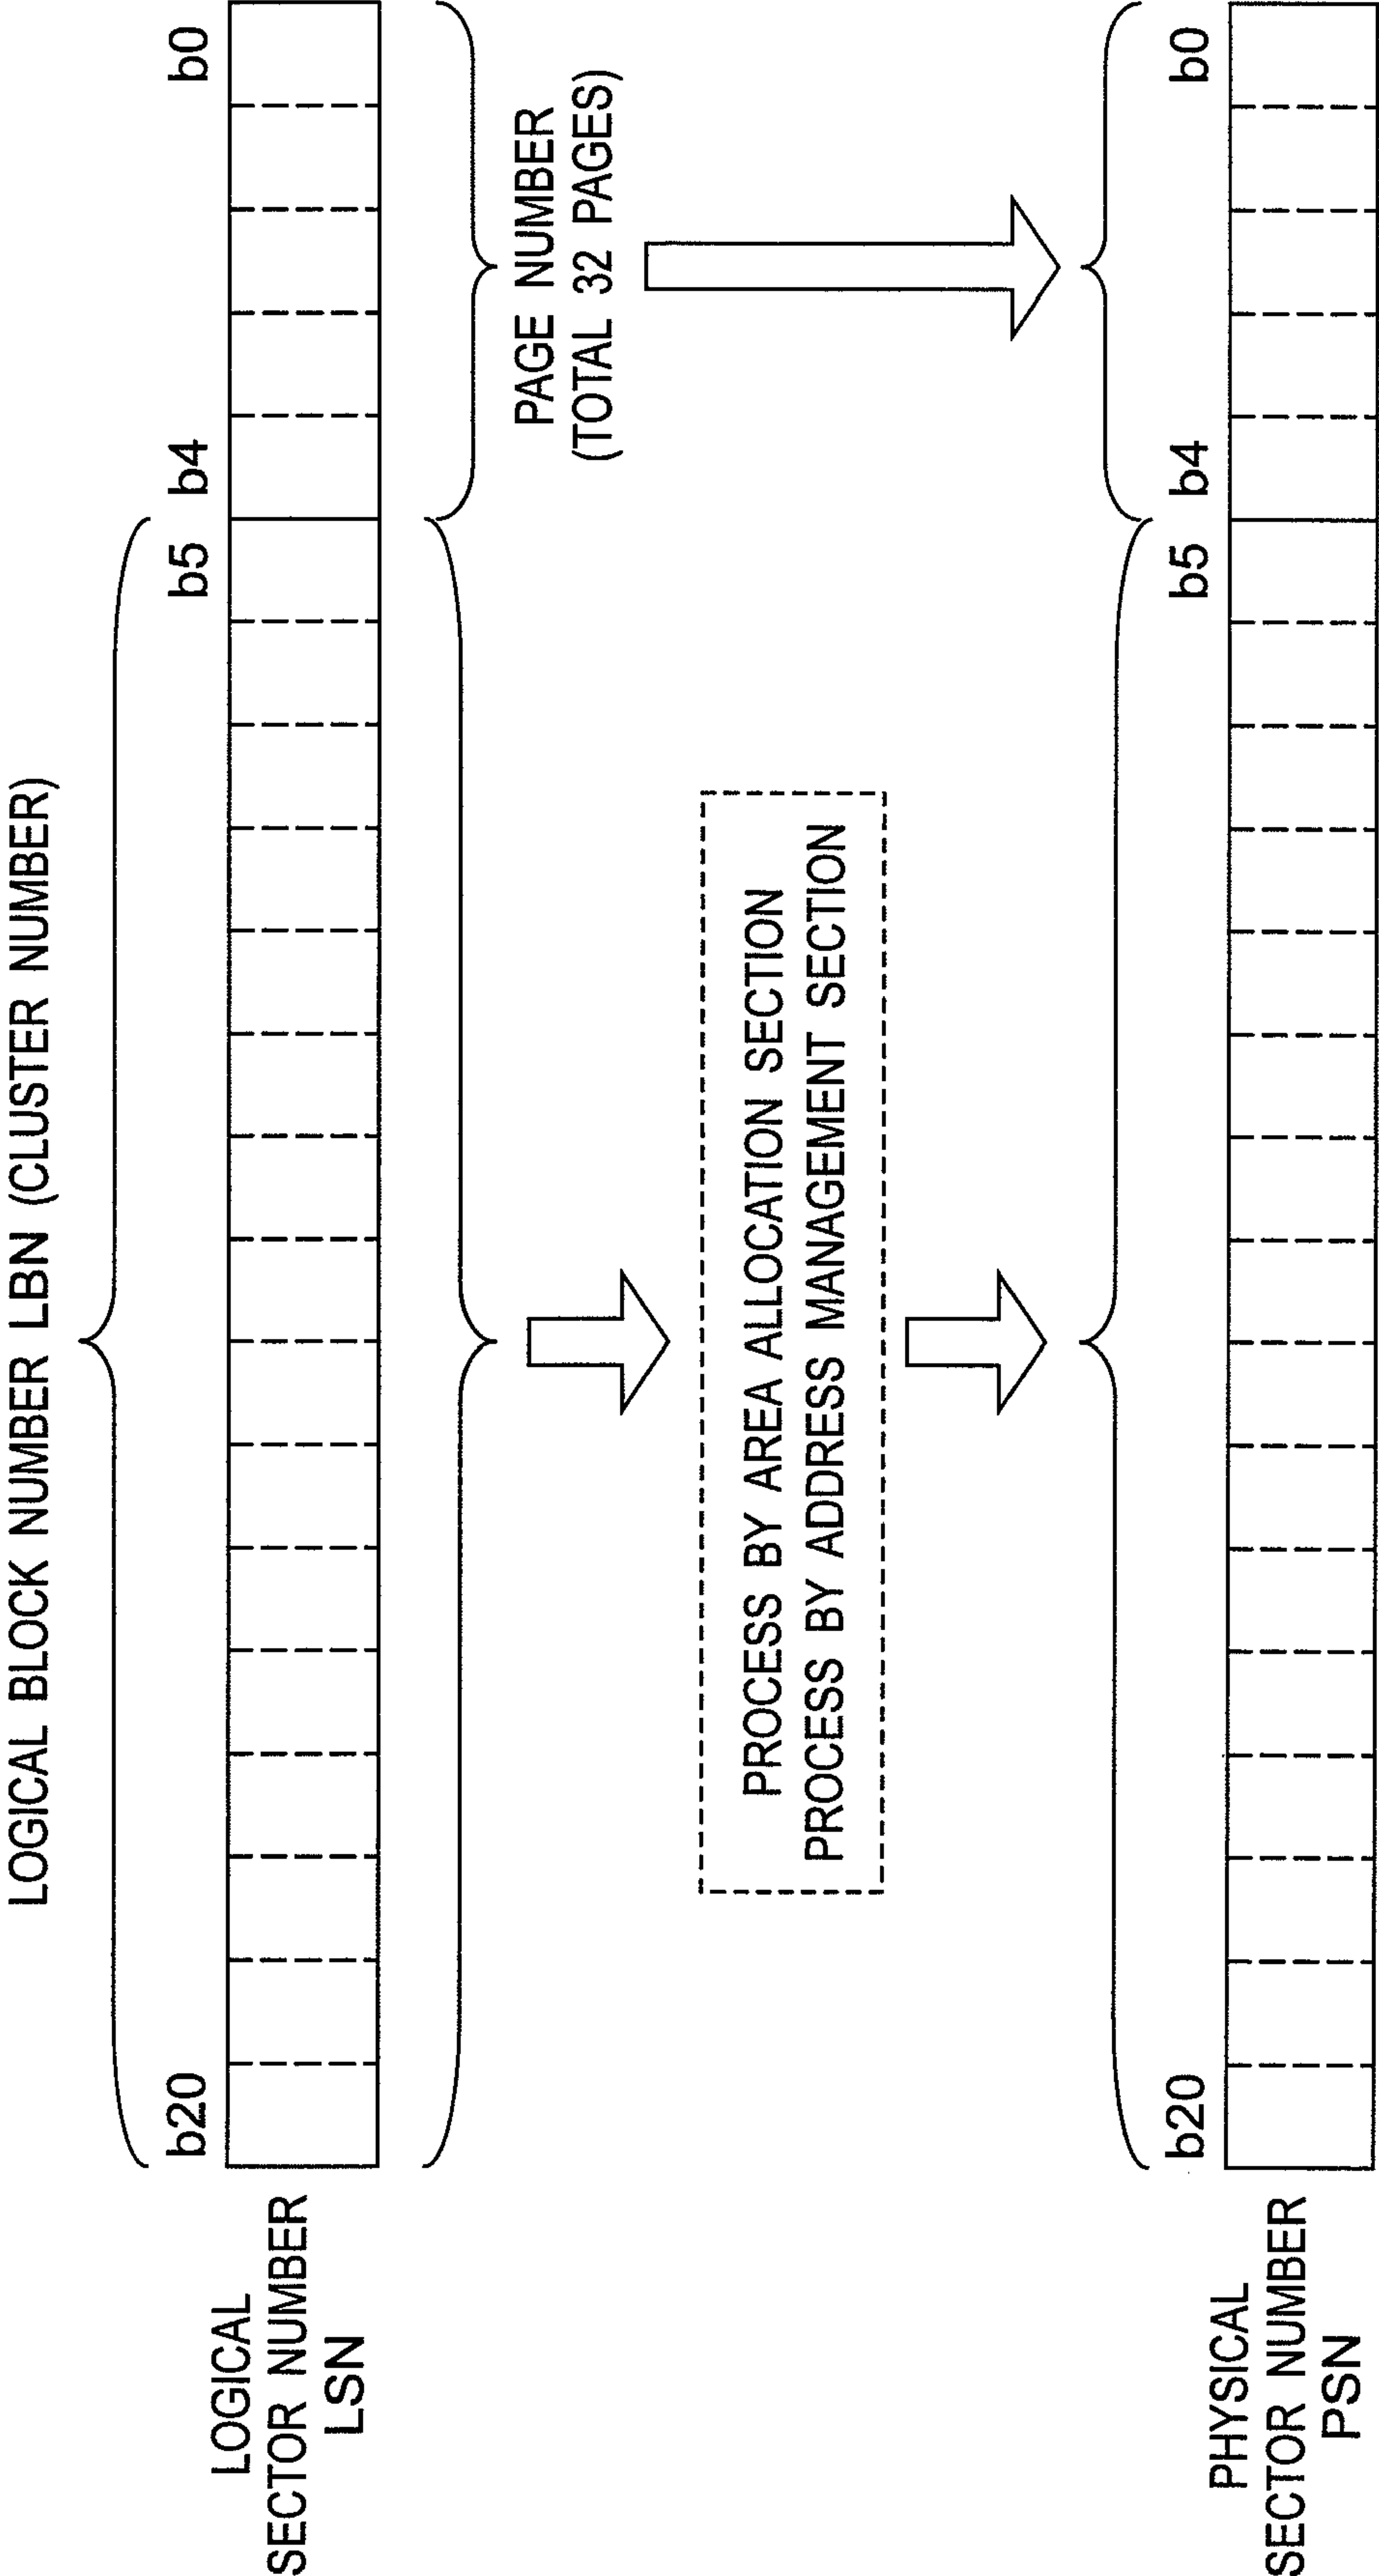 LOGICAL BLOCK NUMBER LBN (CLUSTER NUMBER)
b20 b5 b4 b0
LOGICAL
SECTOR NUMBER
LSN
PAGE NUMBER
(TOTAL 32 PAGES)
PROCESS BY AREA ALLOCATION SECTION
PROCESS BY ADDRESS MANAGEMENT SECTION
b20 b5 b4 b0
PHYSICAL
SECTOR NUMBER
PSN